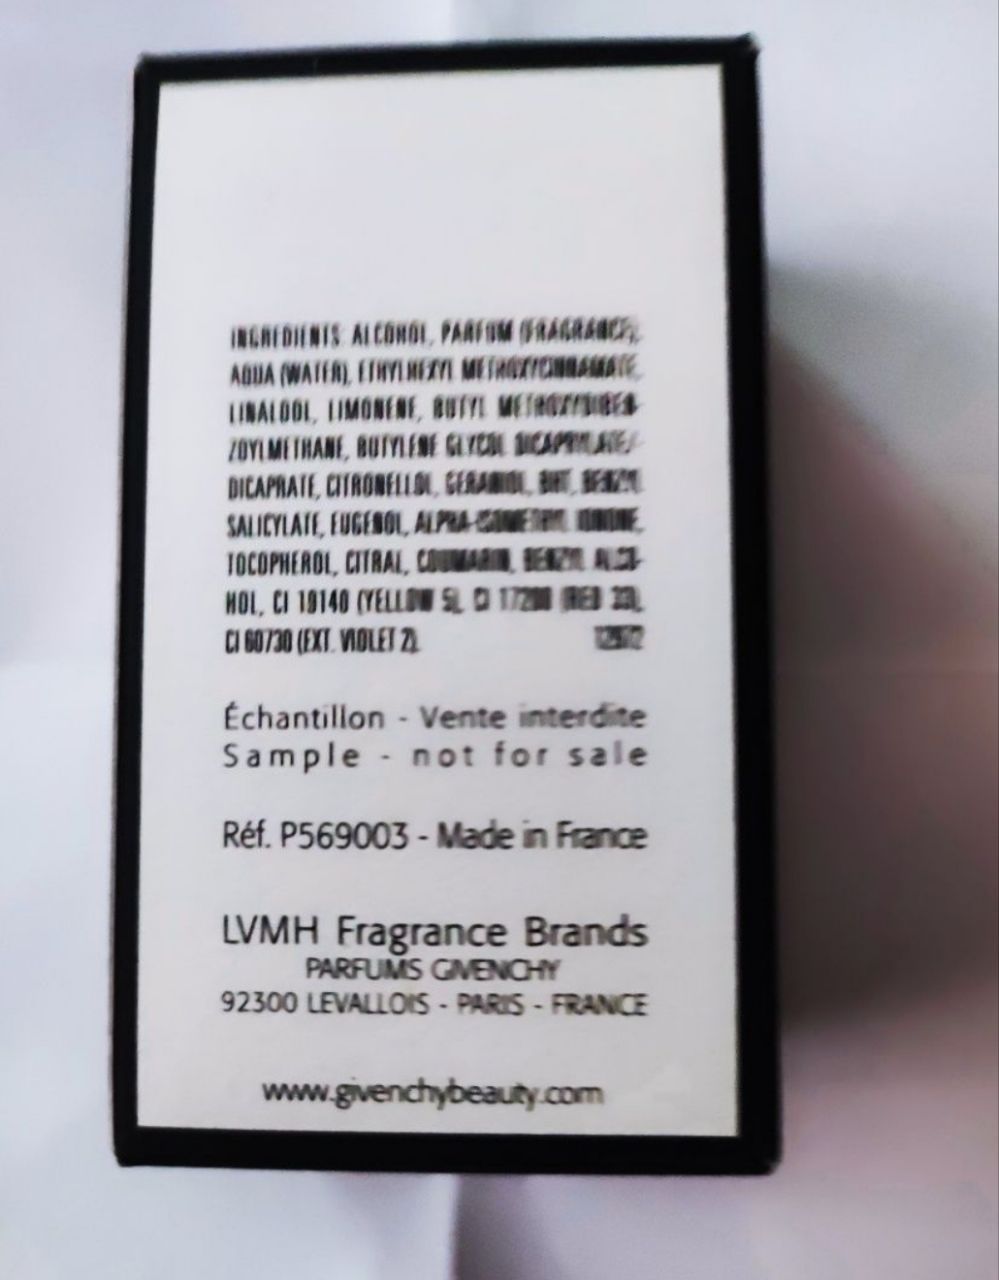 INGREDIENTS: ALCOHOL, PARFUM (FRAGRANCE),
AQUA (WATER), ETHYLHEXYL METHOXYCINNAMATE,
LINALOOL, LIMONENE, BUTYL METHOXYDIBEN-
ZOYLMETHANE, BUTYLENE GLYCOL DICAPRYLATE/
DICAPRATE, CITRONELLOL, GERANIOL, BHT, BENZYL
SALICYLATE, EUGENOL, ALPHA-ISOMETHYL IONONE,
TOCOPHEROL, CITRAL, COUMARIN, BENZYL ALCO-
HOL, CI 19140 (YELLOW 5), CI 17200 (RED 33),
CI 60730 (EXT. VIOLET 2).
Échantillon - Vente interdite
Sample - not for sale
Réf. P569003 - Made in France
LVMH Fragrance Brands
PARFUMS GIVENCHY
92300 LEVALLOIS - PARIS - FRANCE
www.givenchybeauty.com